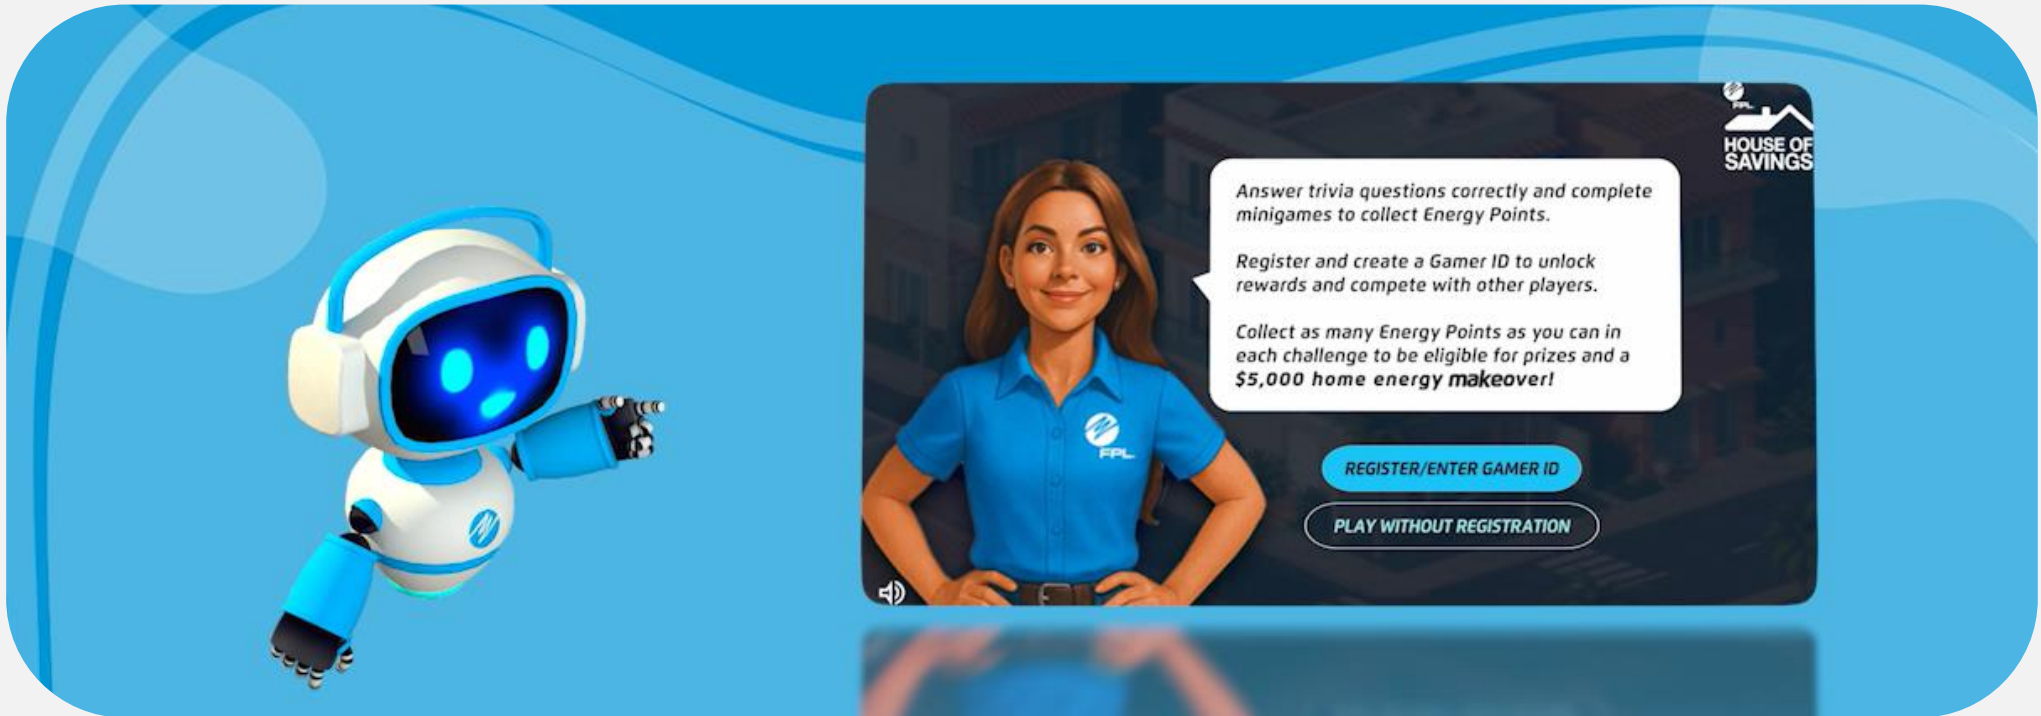 FPL
HOUSE OF
SAVINGS
Answer trivia questions correctly and complete
minigames to collect Energy Points.
Register and create a Gamer ID to unlock
rewards and compete with other players.
Collect as many Energy Points as you can in
each challenge to be eligible for prizes and a
$5,000 home energy makeover!
FPL
REGISTER/ENTER GAMER ID
PLAY WITHOUT REGISTRATION